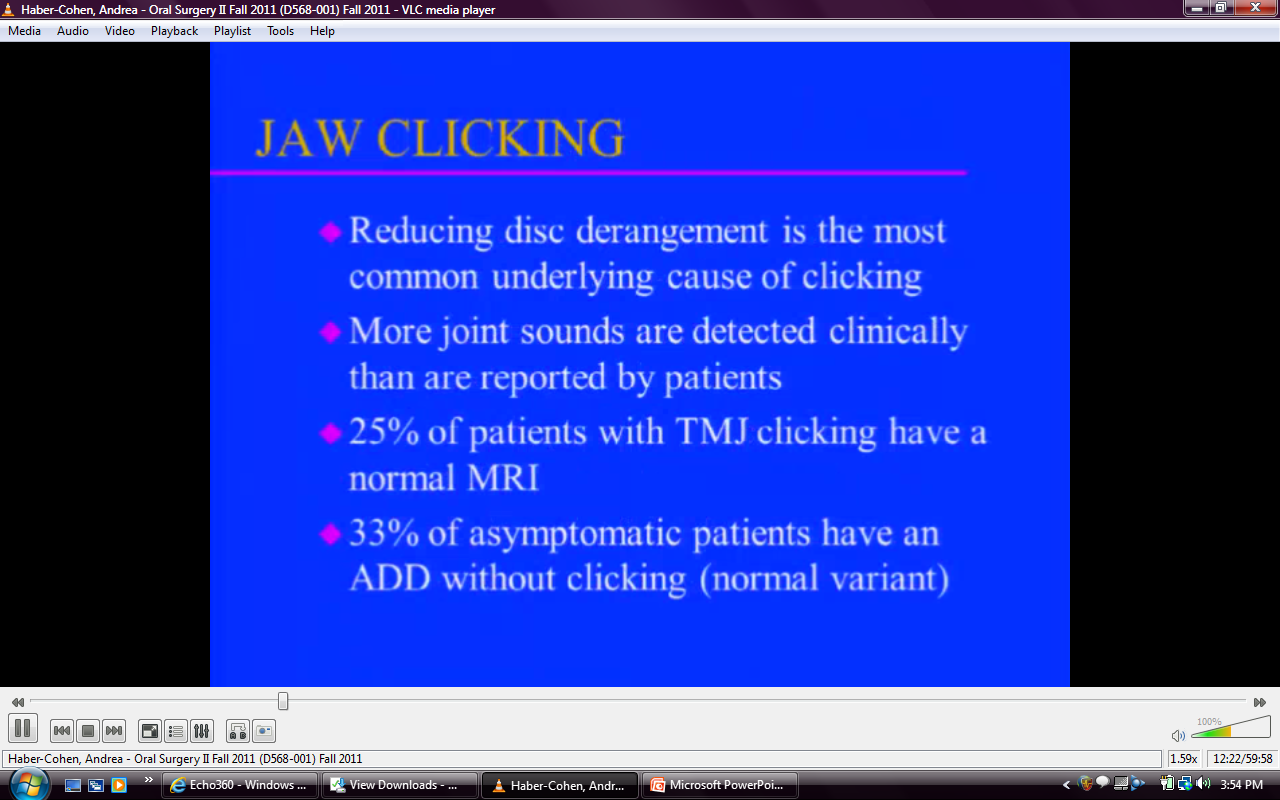 Haber-Cohen, Andrea - Oral Surgery II Fall 2011 (D568-001) Fall 2011 - VLC media player
Media Audio Video Playback Playlist Tools Help
JAW CLICKING
Reducing disc derangement is the most
common underlying cause of clicking
More joint sounds are detected clinically
than are reported by patients
25% of patients with TMJ clicking have a
normal MRI
33% of asymptomatic patients have an
ADD without clicking (normal variant)
100%
Haber-Cohen, Andrea - Oral Surgery II Fall 2011 (D568-001) Fall 2011 1.59x 12:22/59:58
Echo360 - Windows ... View Downloads - ... Haber-Cohen, Andr... Microsoft PowerPoi... 3:54 PM